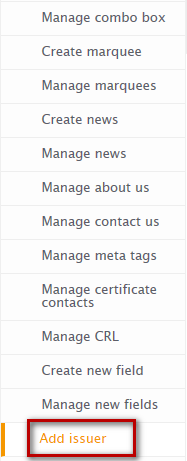 Manage combo box
Create marquee
Manage marquees
Create news
Manage news
Manage about us
Manage contact us
Manage meta tags
Manage certificate
contacts
Manage CRL
Create new field
Manage new fields
Add issuer